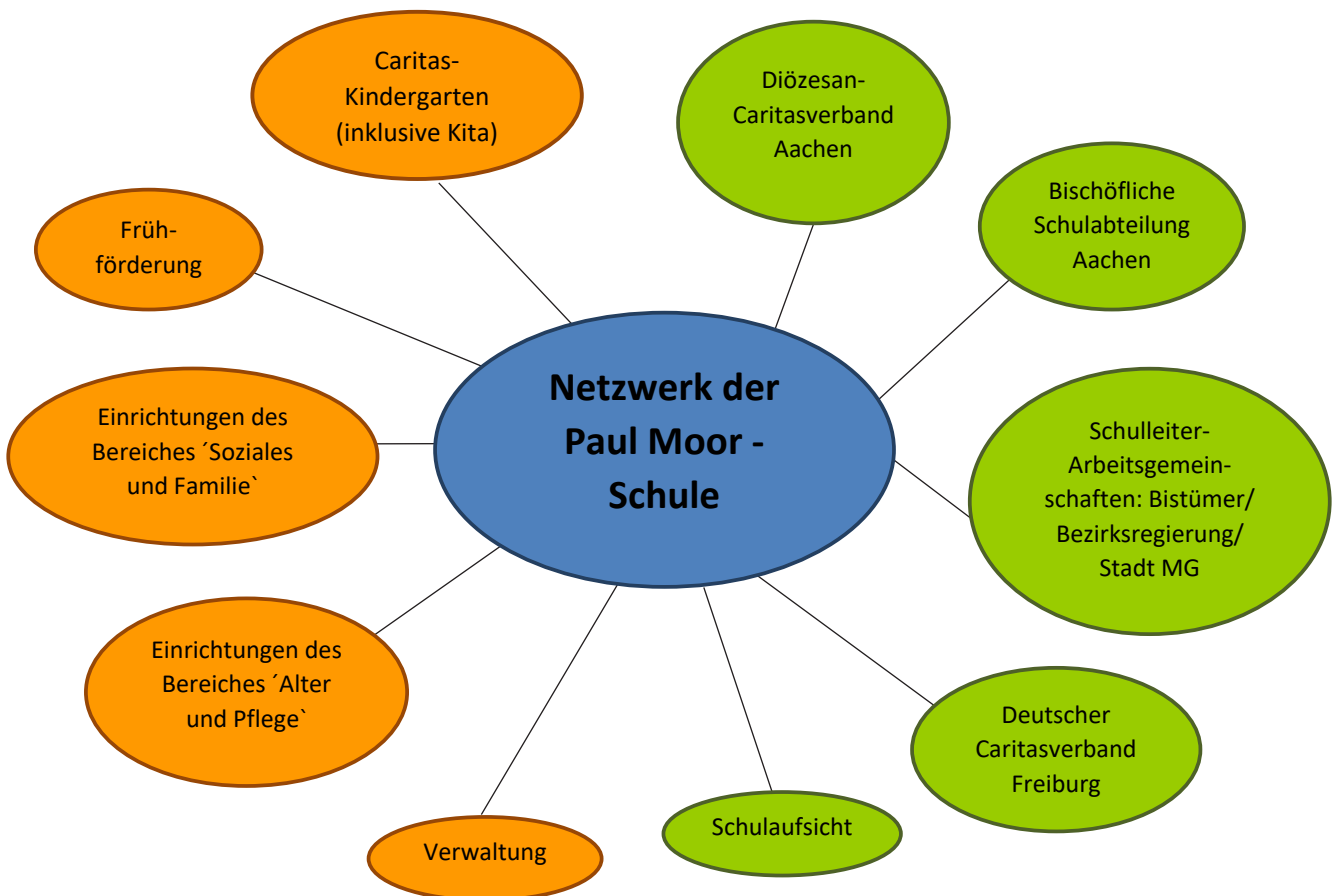 Caritas-
Kindergarten
(inklusive Kita)
Diözesan-
Caritasverband
Aachen
Bischöfliche
Schulabteilung
Aachen
Früh-
förderung
Netzwerk der
Paul Moor -
Schule
Einrichtungen des
Bereiches ´Soziales
und Familie`
Schulleiter-
Arbeitsgemein-
schaften: Bistümer/
Bezirksregierung/
Stadt MG
Einrichtungen des
Bereiches ´Alter
und Pflege`
Deutscher
Caritasverband
Freiburg
Schulaufsicht
Verwaltung